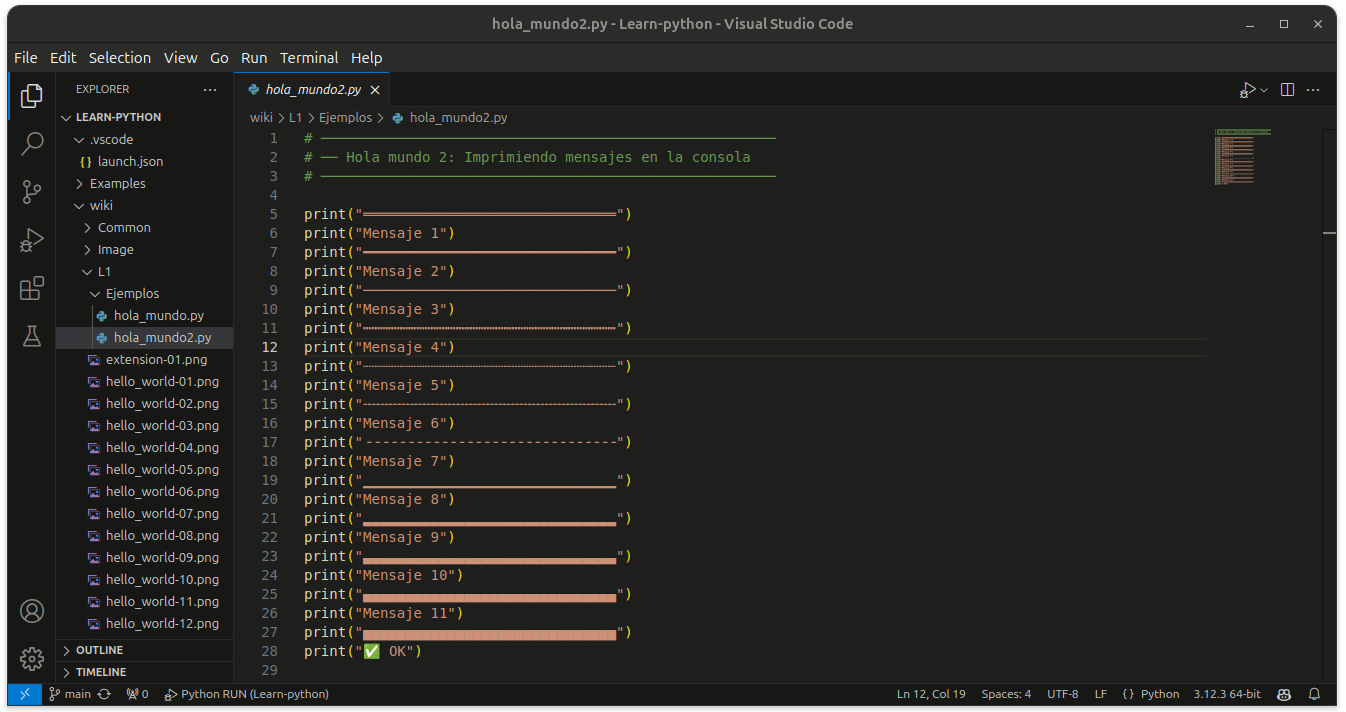 hola_mundo2.py - Learn-python - Visual Studio Code
File Edit Selection View Go Run Terminal Help
EXPLORER
LEARN-PYTHON
.vscode
{} launch.json
Examples
wiki
Common
Image
L1
Ejemplos
hola_mundo.py
hola_mundo2.py
extension-01.png
hello_world-01.png
hello_world-02.png
hello_world-03.png
hello_world-04.png
hello_world-05.png
hello_world-06.png
hello_world-07.png
hello_world-08.png
hello_world-09.png
hello_world-10.png
hello_world-11.png
hello_world-12.png
OUTLINE
TIMELINE
hola_mundo2.py
wiki > L1 > Ejemplos > hola_mundo2.py
1 # ──────────────────────────────────────────────────────
2 # ── Hola mundo 2: Imprimiendo mensajes en la consola
3 # ──────────────────────────────────────────────────────
4
5 print("══════════════════════════════")
6 print("Mensaje 1")
7 print("━━━━━━━━━━━━━━━━━━━━━━━━━━━━━━")
8 print("Mensaje 2")
9 print("──────────────────────────────")
10 print("Mensaje 3")
11 print("┅┅┅┅┅┅┅┅┅┅┅┅┅┅┅┅┅┅┅┅┅┅┅┅┅┅┅┅┅┅")
12 print("Mensaje 4")
13 print("┈┈┈┈┈┈┈┈┈┈┈┈┈┈┈┈┈┈┈┈┈┈┈┈┈┈┈┈┈┈")
14 print("Mensaje 5")
15 print("┄┄┄┄┄┄┄┄┄┄┄┄┄┄┄┄┄┄┄┄┄┄┄┄┄┄┄┄┄┄")
16 print("Mensaje 6")
17 print("------------------------------")
18 print("Mensaje 7")
19 print("▁▁▁▁▁▁▁▁▁▁▁▁▁▁▁▁▁▁▁▁▁▁▁▁▁▁▁▁▁▁")
20 print("Mensaje 8")
21 print("▂▂▂▂▂▂▂▂▂▂▂▂▂▂▂▂▂▂▂▂▂▂▂▂▂▂▂▂▂▂")
22 print("Mensaje 9")
23 print("▃▃▃▃▃▃▃▃▃▃▃▃▃▃▃▃▃▃▃▃▃▃▃▃▃▃▃▃▃▃")
24 print("Mensaje 10")
25 print("▄▄▄▄▄▄▄▄▄▄▄▄▄▄▄▄▄▄▄▄▄▄▄▄▄▄▄▄▄▄")
26 print("Mensaje 11")
27 print("▅▅▅▅▅▅▅▅▅▅▅▅▅▅▅▅▅▅▅▅▅▅▅▅▅▅▅▅▅▅")
28 print("✅ OK")
29
main 0 Python RUN (Learn-python) Ln 12, Col 19 Spaces: 4 UTF-8 LF {} Python 3.12.3 64-bit